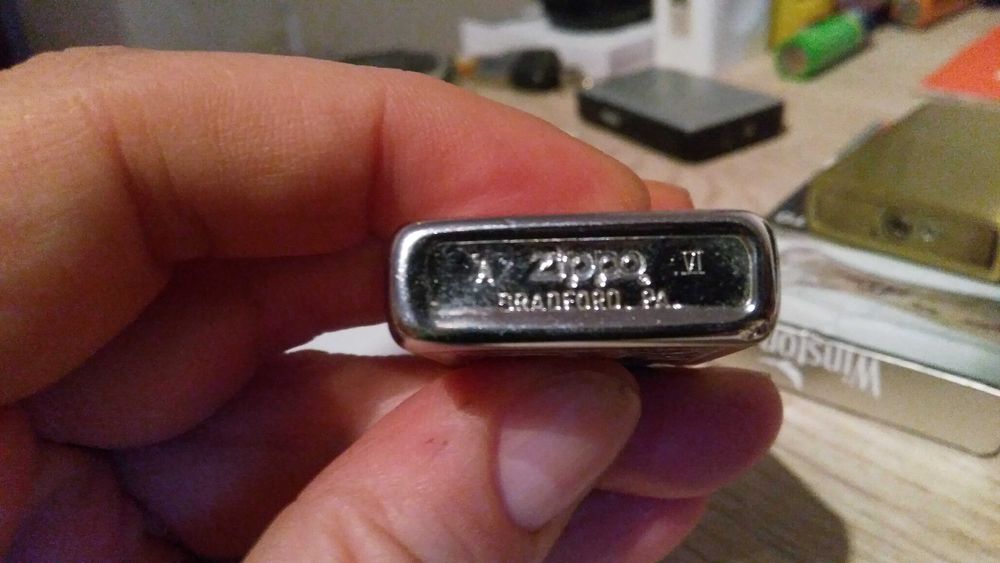 A zippo VI
BRADFORD, PA.
Winston